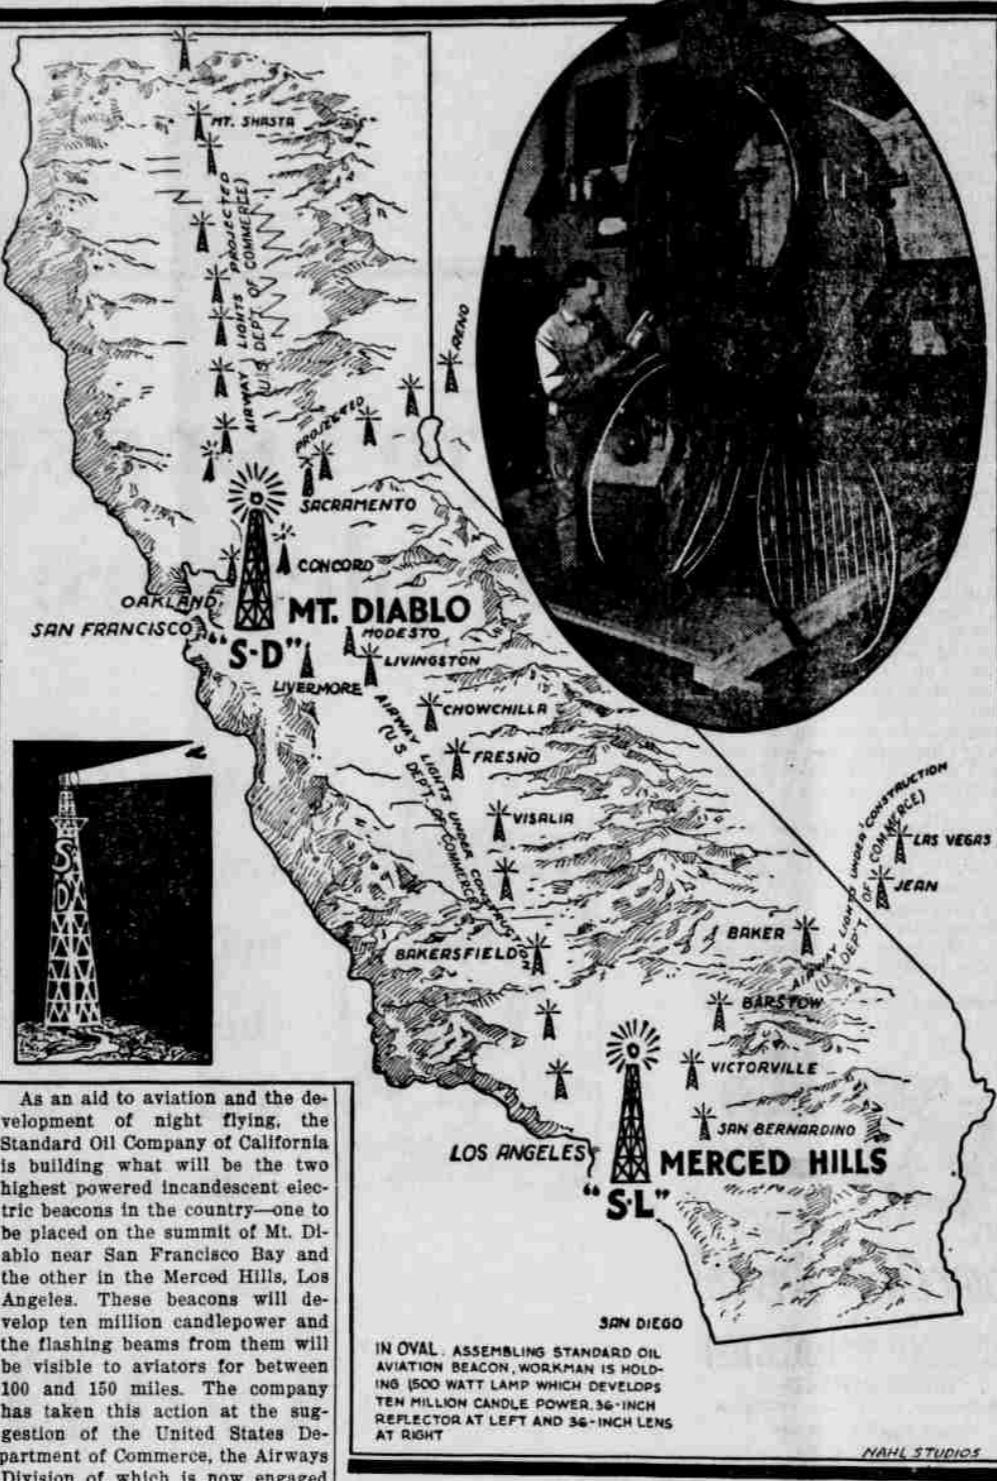 MT. SHASTA
AIRWAY LIGHTS PROJECTED
(U.S. DEP'T. OF COMMERCE)
RENO
PROJECTED
SACRAMENTO
CONCORD
OAKLAND
MT. DIABLO
SAN FRANCISCO
"S-D"
MODESTO
LIVINGSTON
LIVERMORE
CHOWCHILLA
AIRWAY LIGHTS UNDER CONSTRUCTION
(U.S. DEPT. OF COMMERCE)
FRESNO
VISALIA
SD
AIRWAY LIGHTS UNDER CONSTRUCTION
(U.S. DEP'T OF COMMERCE)
LAS VEGAS
JEAN
BAKER
BAKERSFIELD
BARSTOW
VICTORVILLE
SAN BERNARDINO
LOS ANGELES
MERCED HILLS
"S-L"
SAN DIEGO
As an aid to aviation and the de-
velopment of night flying, the
Standard Oil Company of California
is building what will be the two
highest powered incandescent elec-
tric beacons in the country—one to
be placed on the summit of Mt. Di-
ablo near San Francisco Bay and
the other in the Merced Hills, Los
Angeles. These beacons will de-
velop ten million candlepower and
the flashing beams from them will
be visible to aviators for between
100 and 150 miles. The company
has taken this action at the sug-
gestion of the United States De-
partment of Commerce, the Airways
Division of which is now engaged
IN OVAL. ASSEMBLING STANDARD OIL
AVIATION BEACON, WORKMAN IS HOLD-
ING 1500 WATT LAMP WHICH DEVELOPS
TEN MILLION CANDLE POWER. 36-INCH
REFLECTOR AT LEFT AND 36-INCH LENS
AT RIGHT
NAHL STUDIOS